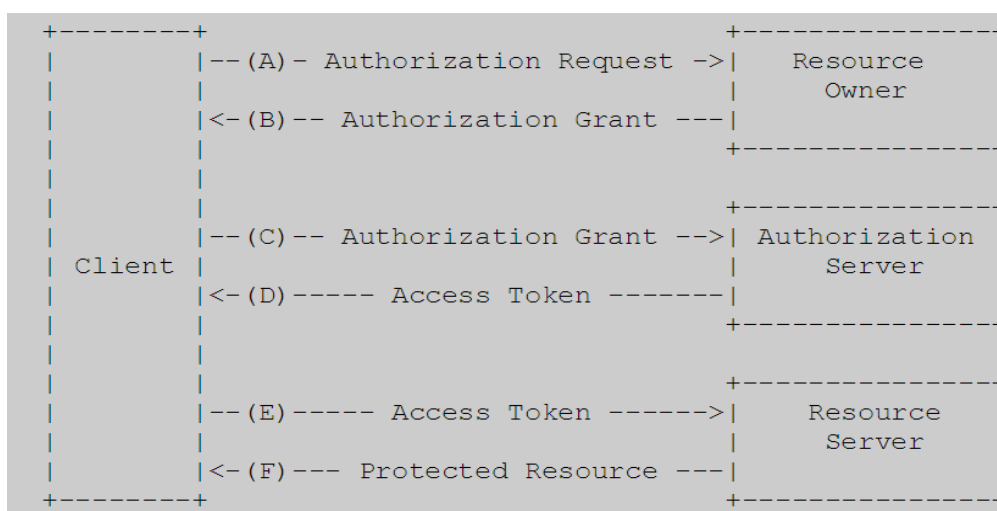 +--------+                               +----------------
|        |--(A)- Authorization Request ->|   Resource
|        |                               |     Owner
|        |<-(B)-- Authorization Grant ---|
|        |                               +----------------
|        |
|        |                               +----------------
|        |--(C)-- Authorization Grant -->| Authorization
| Client |                               |     Server
|        |<-(D)----- Access Token -------|
|        |                               +----------------
|        |
|        |                               +----------------
|        |--(E)----- Access Token ------>|    Resource
|        |                               |     Server
|        |<-(F)--- Protected Resource ---|
+--------+                               +----------------